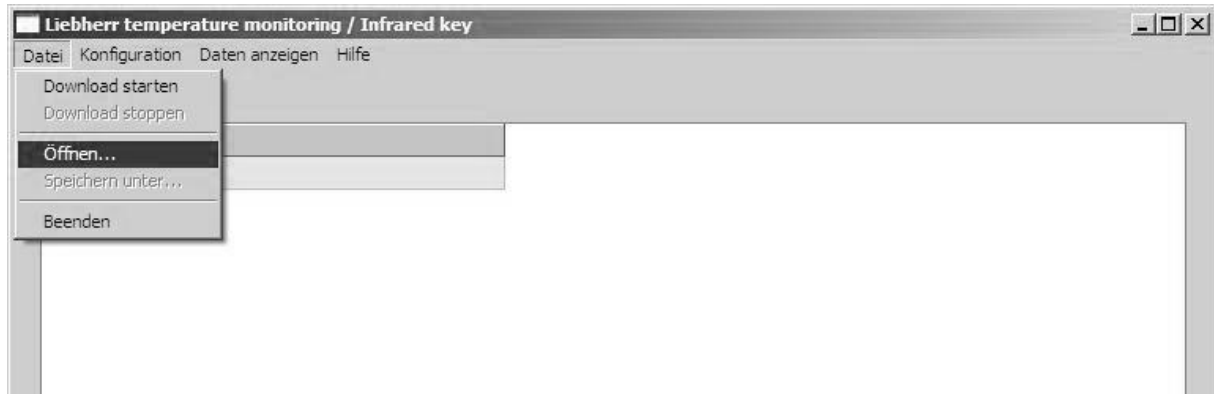 Liebherr temperature monitoring / Infrared key
Datei Konfiguration Daten anzeigen Hilfe
Download starten
Download stoppen
Öffnen...
Speichern unter...
Beenden